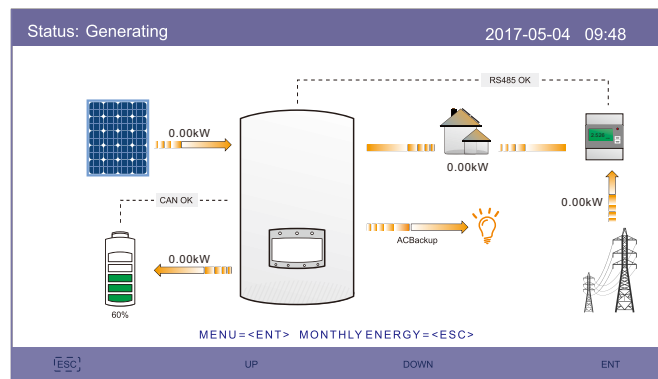 Status: Generating
2017-05-04 09:48
RS485 OK
0.00kW
0.00kW
0.00kW
CAN OK
ACBackup
0.00kW
60%
MENU=<ENT> MONTHLY ENERGY=<ESC>
ESC UP DOWN ENT